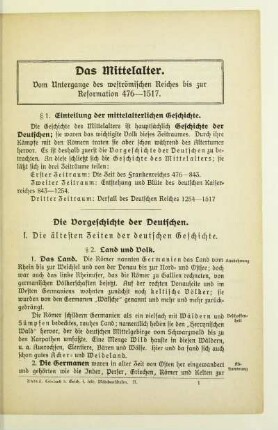 Das Mittelalter.
Vom Untergange des weströmischen Reiches bis zur
Reformation 476—1517.
§ 1. Einteilung der mittelalterlichen Geschichte.
Die Geschichte des Mittelalters ist hauptsächlich Geschichte der
Deutschen; sie waren das wichtigste Volk dieses Zeitraumes. Durch ihre
Kämpfe mit den Römern traten sie aber schon während des Altertumes
hervor. Es ist deshalb zuerst die Vorgeschichte der Deutschen zu be-
trachten. An diese schließt sich die Geschichte des Mittelalters; sie
läßt sich in drei Zeiträume teilen:
Erster Zeitraum: Die Zeit des Frankenreiches 476—843.
Zweiter Zeitraum: Entstehung und Blüte des deutschen Kaiser-
reiches 843—1254.
Dritter Zeitraum: Verfall des Deutschen Reiches 1254—1517
Die Vorgeschichte der Deutschen.
I. Die ältesten Zeiten der deutschen Geschichte.
§ 2. Land und Volk.
1. Das Land. Die Römer nannten Germanien das Land vom
Rhein bis zur Weichsel und von der Donau bis zur Nord- und Ostsee; doch
war auch das linke Rheinufer, das die Römer zu Gallien rechneten, von
germanischen Völkerschaften besetzt. Auf der rechten Donauseite und im
Westen Germaniens wohnten zunächst noch keltische Völker; sie
wurden von den Germanen „Walsche“ genannt und mehr und mehr zurück-
gedrängt.
Die Römer schildern Germanien als ein vielfach mit Wäldern und
Sümpfen bedecktes, rauhes Land; namentlich heben sie den „Hercynischen
Wald“ hervor, der die deutschen Mittelgebirge vom Schwarzwald bis zu
den Karpathen umfaßte. Eine Menge Wild hauste in diesen Wäldern, u.
a. Auerochsen, Elentiere, Bären und Wölfe. Hier und da gab es jedoch
schon gutes Acker- und Weideland.
2. Die Germanen waren in alter Zeit von Osten her eingewandert
und gehörten wie die Inder, Perser, Griechen, Römer und Kelten zur
1